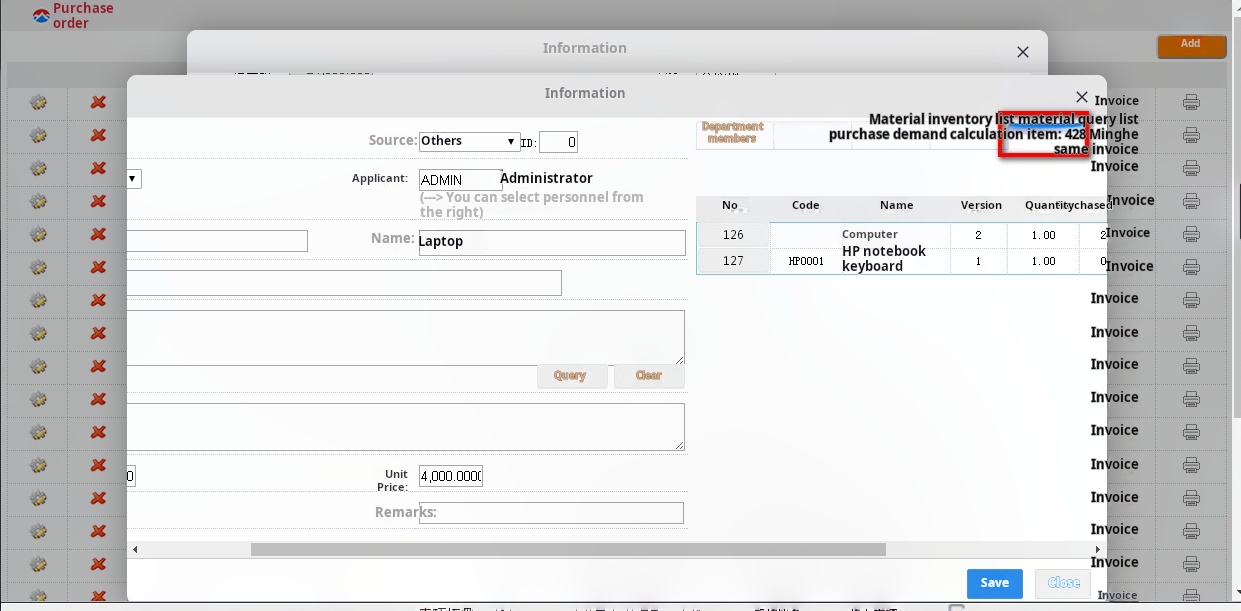 Purchase
order
Information
Add
Information
Invoice
Material inventory list material query list
purchase demand calculation item: 428 Minghe
same invoice
Department
members
Source: Others ID: 0
Invoice
Applicant: ADMIN Administrator
(---> You can select personnel from
the right)
No Code Name Version Quantity
Invoice
Name: Laptop
126 Computer 2 1.00 2
Invoice
127 HP0001 HP notebook
keyboard 1 1.00 0
Invoice
Invoice
Invoice
Invoice
Query Clear
Invoice
Invoice
0 Unit
Price: 4,000.000
Invoice
Invoice
Remarks:
Invoice
Invoice
Save Close
Invoice